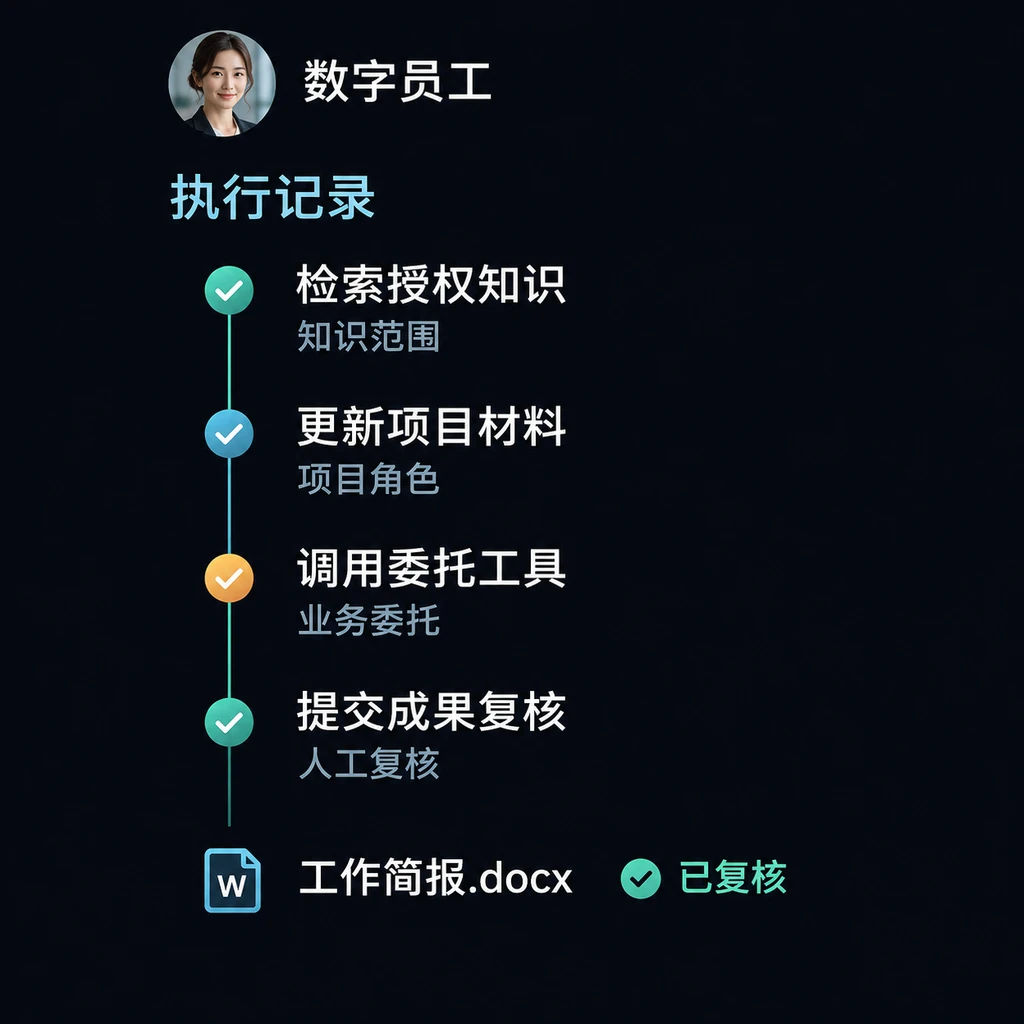 数字员工
执行记录
检索授权知识
知识范围
更新项目材料
项目角色
调用委托工具
业务委托
提交成果复核
人工复核
W
工作简报.docx 已复核